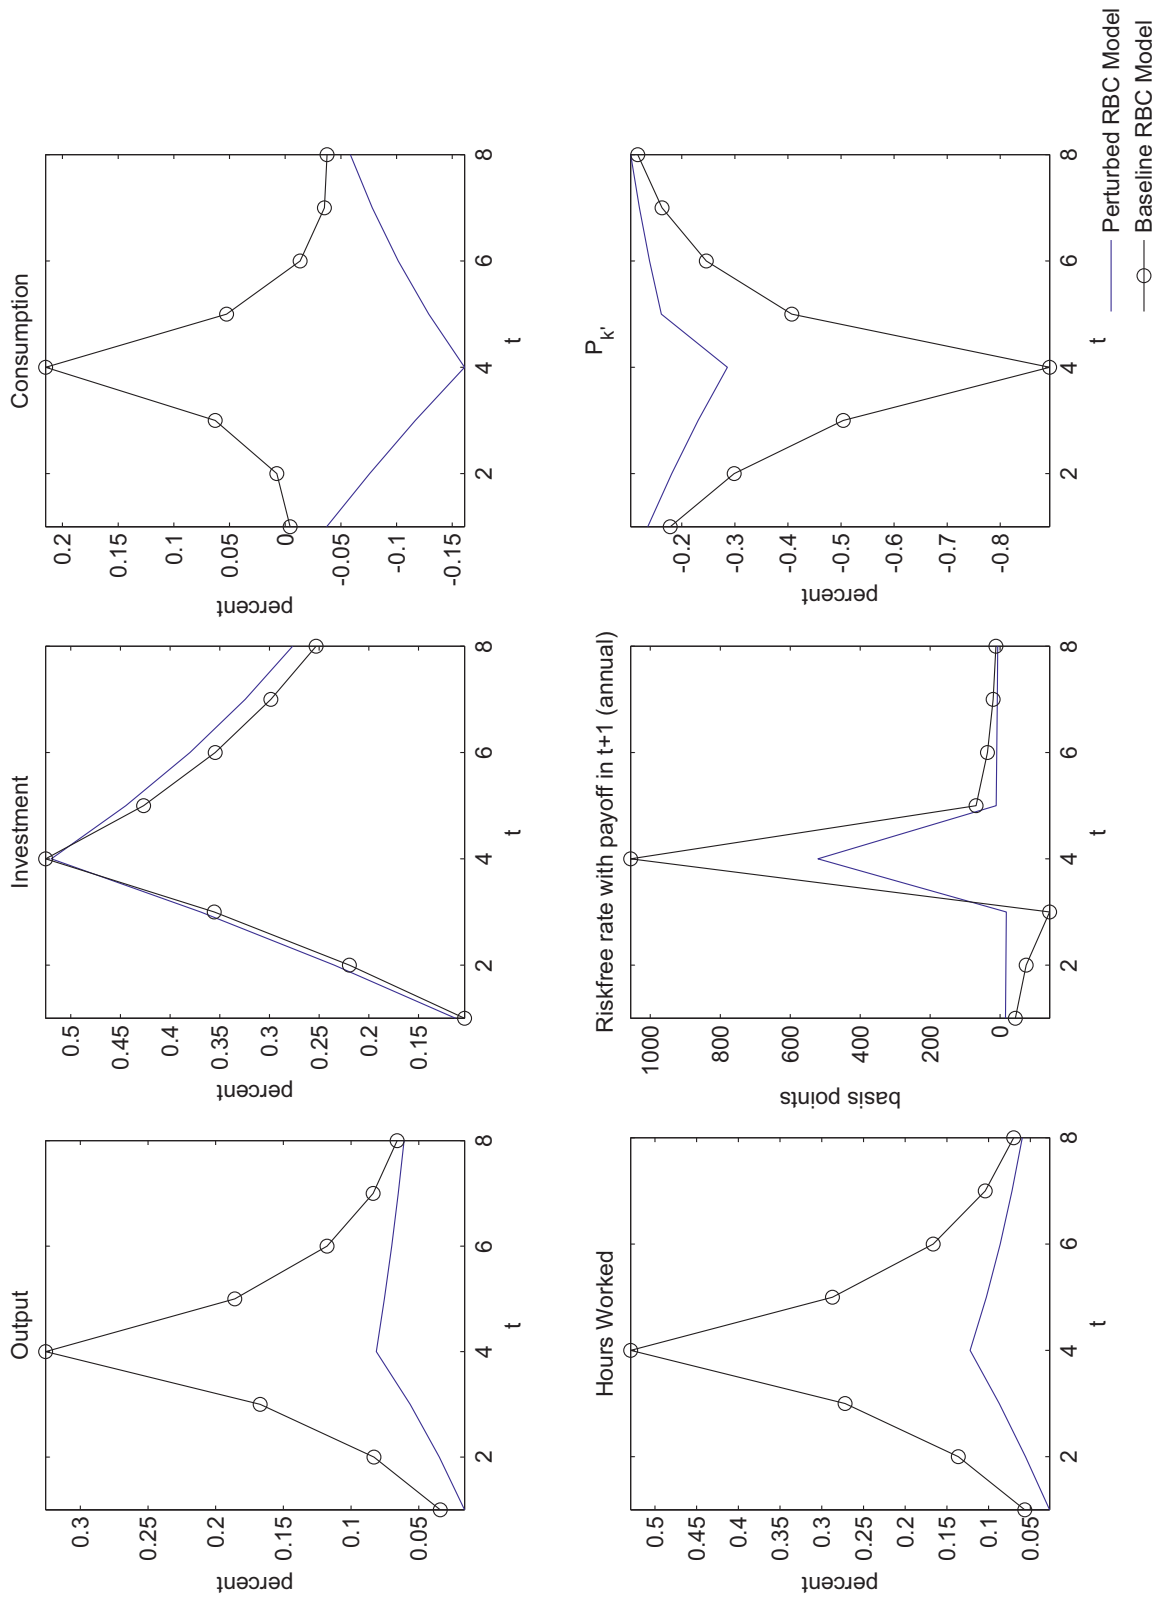 Output
percent
0.3
0.25
0.2
0.15
0.1
0.05
2 4 6 8
t
Investment
percent
0.5
0.45
0.4
0.35
0.3
0.25
0.2
0.15
2 4 6 8
t
Consumption
percent
0.2
0.15
0.1
0.05
0
-0.05
-0.1
-0.15
2 4 6 8
t
Hours Worked
percent
0.5
0.45
0.4
0.35
0.3
0.25
0.2
0.15
0.1
0.05
2 4 6 8
t
Riskfree rate with payoff in t+1 (annual)
basis points
1000
800
600
400
200
0
2 4 6 8
t
Pk'
percent
-0.2
-0.3
-0.4
-0.5
-0.6
-0.7
-0.8
2 4 6 8
t
Perturbed RBC Model
Baseline RBC Model